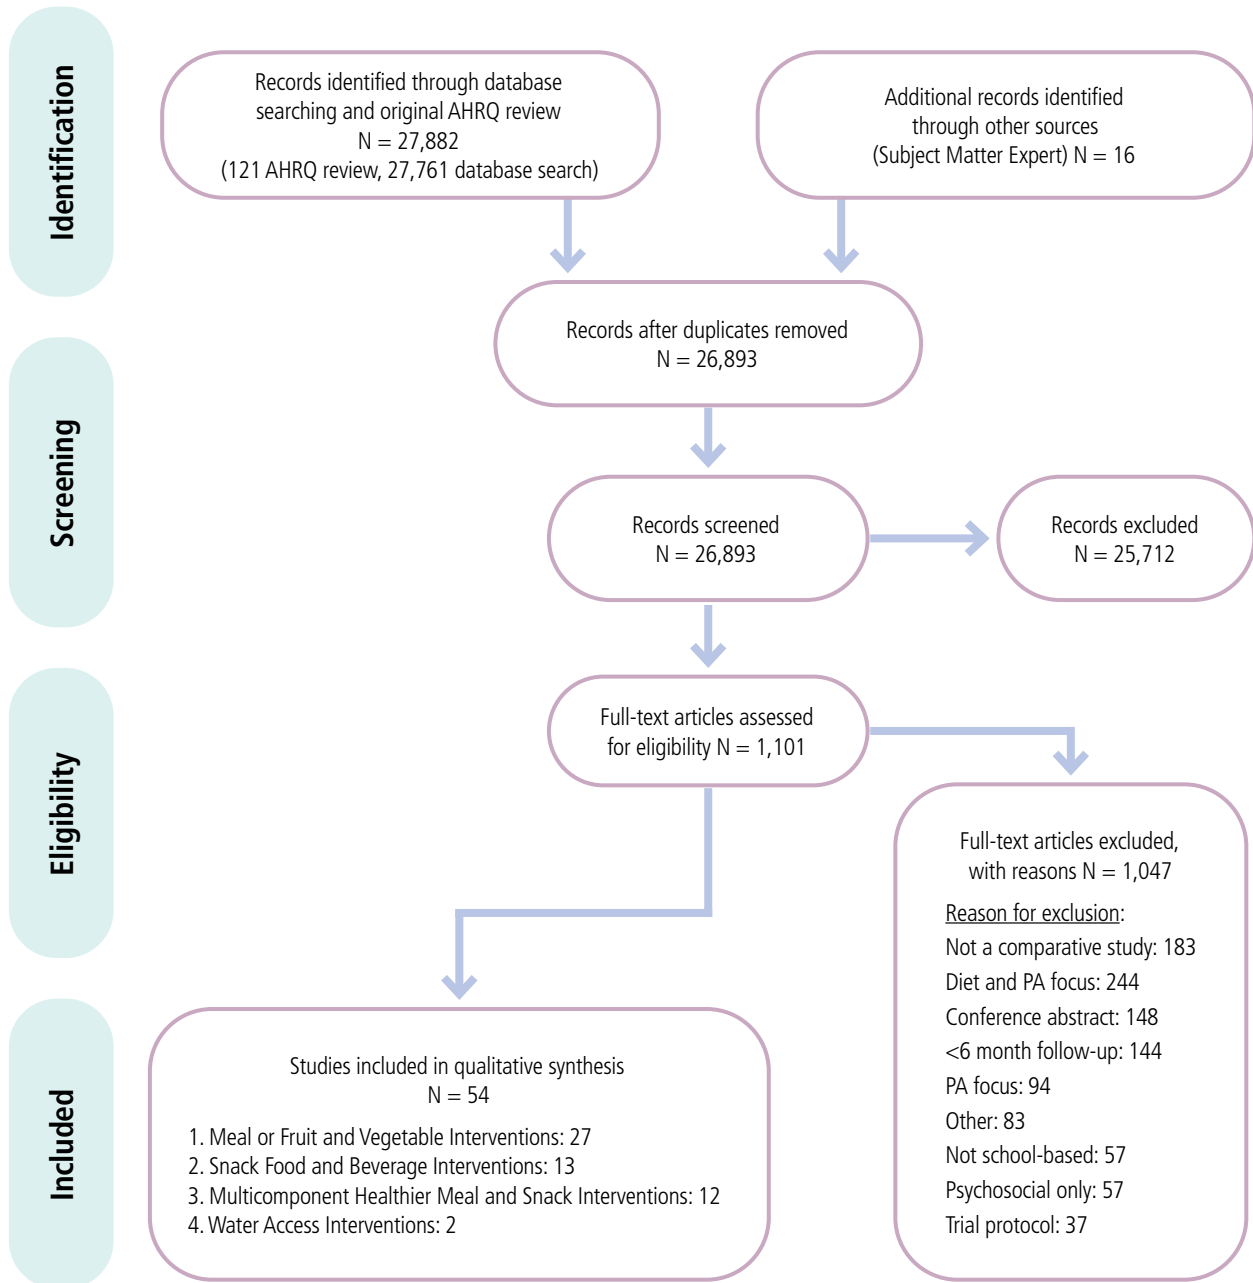 Identification
Records identified through database
searching and original AHRQ review
N = 27,882
(121 AHRQ review, 27,761 database search)
Additional records identified
through other sources
(Subject Matter Expert) N = 16
Records after duplicates removed
N = 26,893
Screening
Records screened
N = 26,893
Records excluded
N = 25,712
Eligibility
Full-text articles assessed
for eligibility N = 1,101
Full-text articles excluded,
with reasons N = 1,047
Reason for exclusion:
Not a comparative study: 183
Diet and PA focus: 244
Conference abstract: 148
<6 month follow-up: 144
PA focus: 94
Other: 83
Not school-based: 57
Psychosocial only: 57
Trial protocol: 37
Included
Studies included in qualitative synthesis
N = 54
1. Meal or Fruit and Vegetable Interventions: 27
2. Snack Food and Beverage Interventions: 13
3. Multicomponent Healthier Meal and Snack Interventions: 12
4. Water Access Interventions: 2